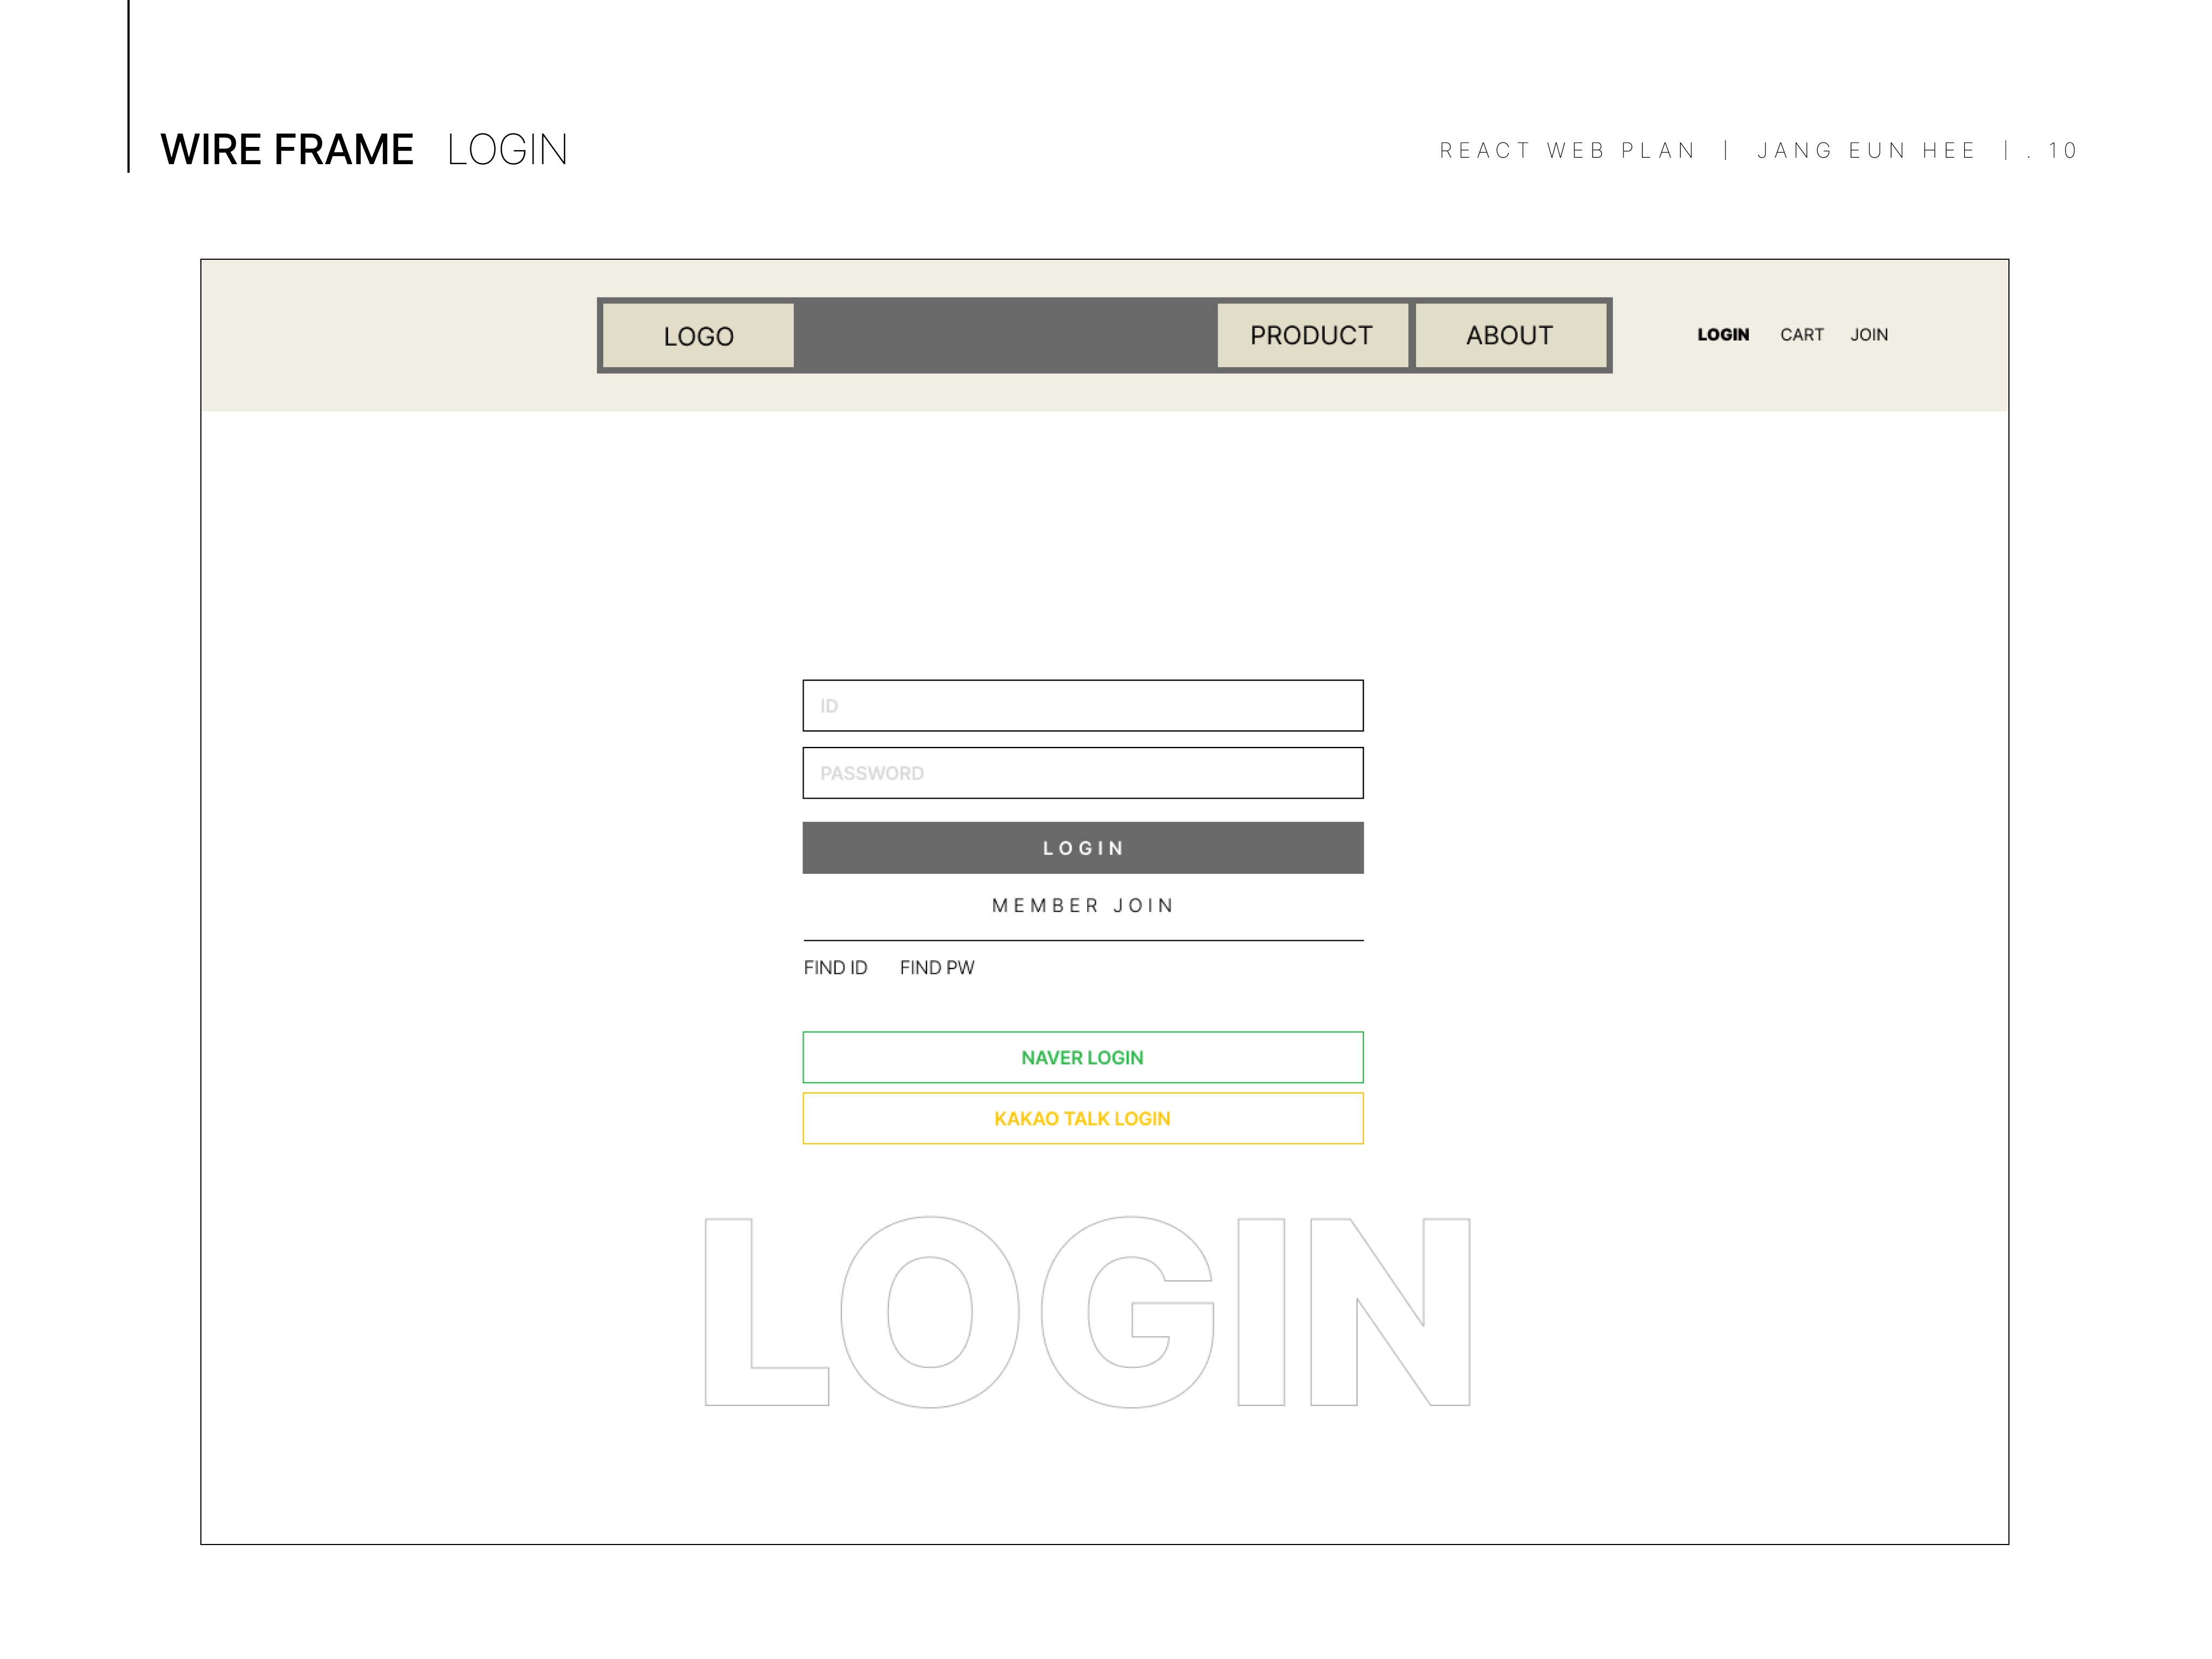 WIRE FRAME LOGIN
REACT WEB PLAN | JANG EUN HEE | . 10
LOGO PRODUCT ABOUT LOGIN CART JOIN
ID
PASSWORD
LOGIN
MEMBER JOIN
FIND ID FIND PW
NAVER LOGIN
KAKAO TALK LOGIN
LOGIN